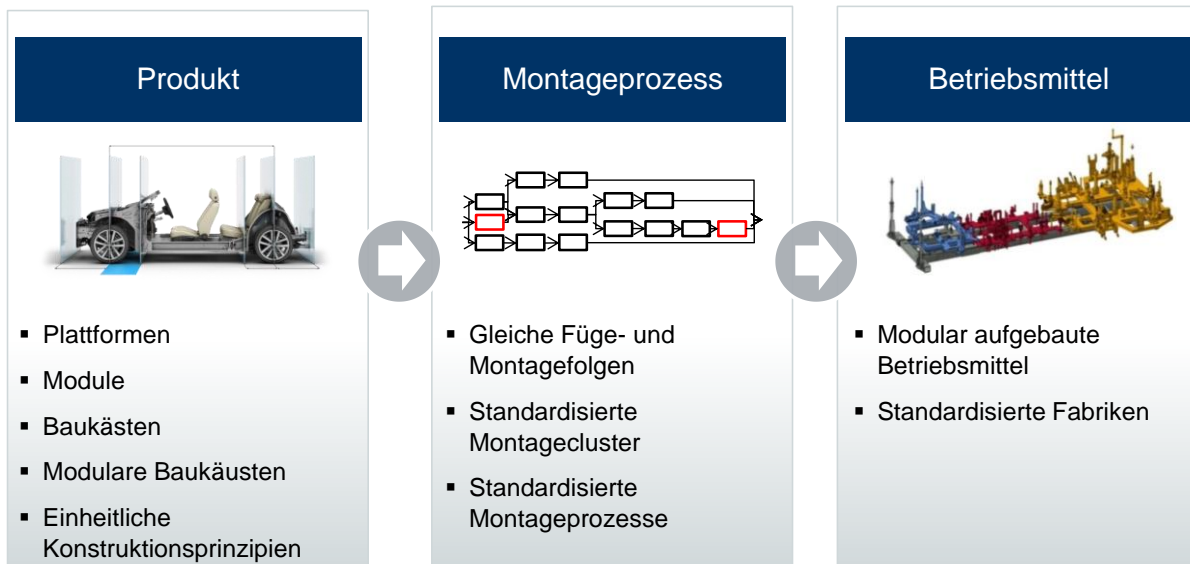 Produkt
Plattformen
Module
Baukästen
Modulare Baukäusten
Einheitliche
Konstruktionsprinzipien
Montageprozess
Gleiche Füge- und
Montagefolgen
Standardisierte
Montagecluster
Standardisierte
Montageprozesse
Betriebsmittel
Modular aufgebaute
Betriebsmittel
Standardisierte Fabriken